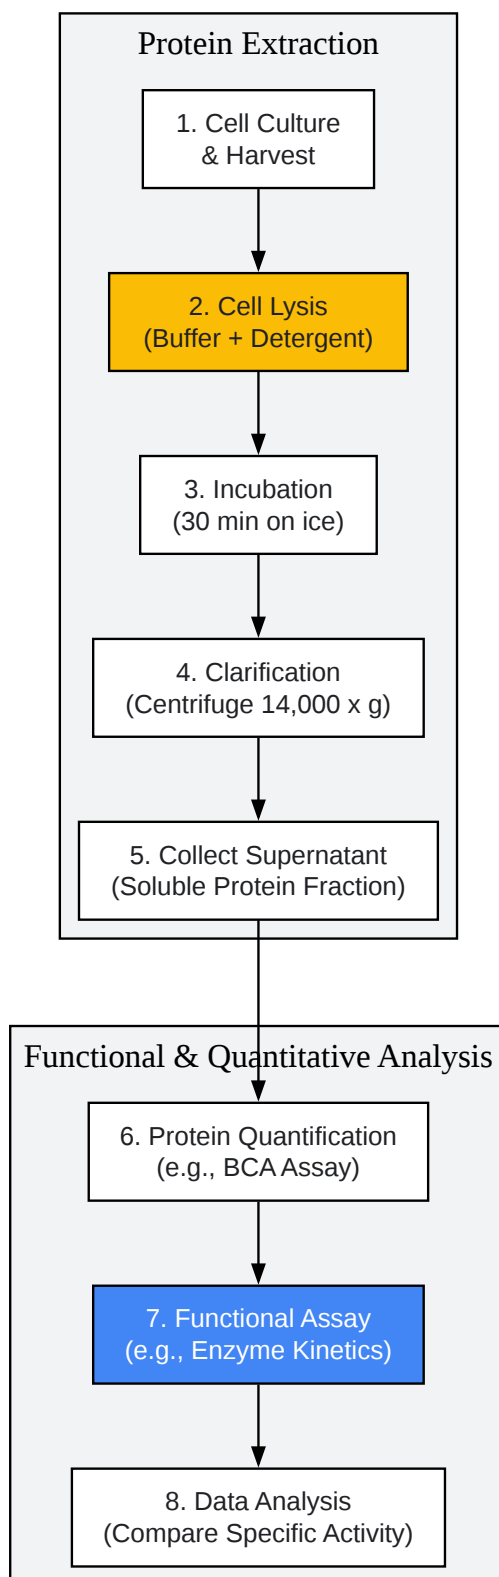 Protein Extraction
1. Cell Culture
& Harvest
2. Cell Lysis
(Buffer + Detergent)
3. Incubation
(30 min on ice)
4. Clarification
(Centrifuge 14,000 x g)
5. Collect Supernatant
(Soluble Protein Fraction)
Functional & Quantitative Analysis
6. Protein Quantification
(e.g., BCA Assay)
7. Functional Assay
(e.g., Enzyme Kinetics)
8. Data Analysis
(Compare Specific Activity)